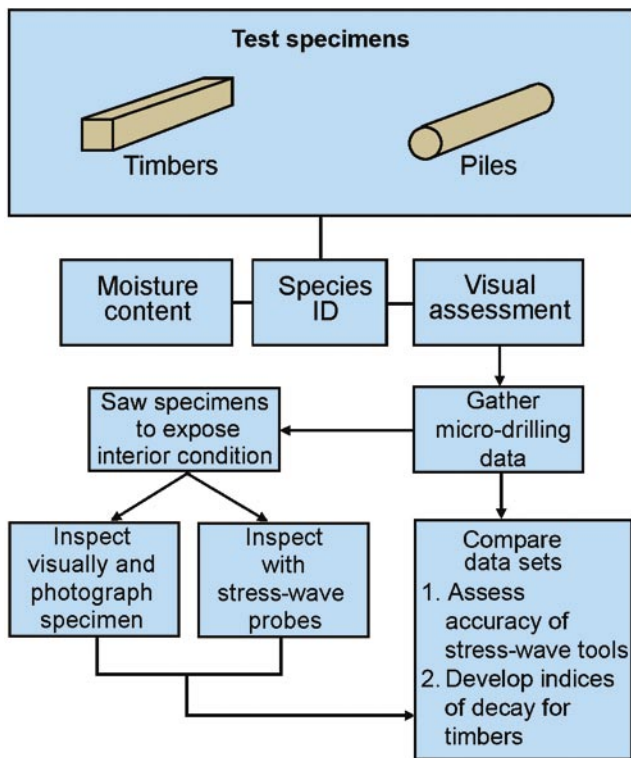 Test specimens
Timbers
Piles
Moisture
content
Species
ID
Visual
assessment
Saw specimens
to expose
interior condition
Gather
micro-drilling
data
Inspect
visually and
photograph
specimen
Inspect
with
stress-wave
probes
Compare
data sets
1. Assess
accuracy of
stress-wave tools
2. Develop indices
of decay for
timbers